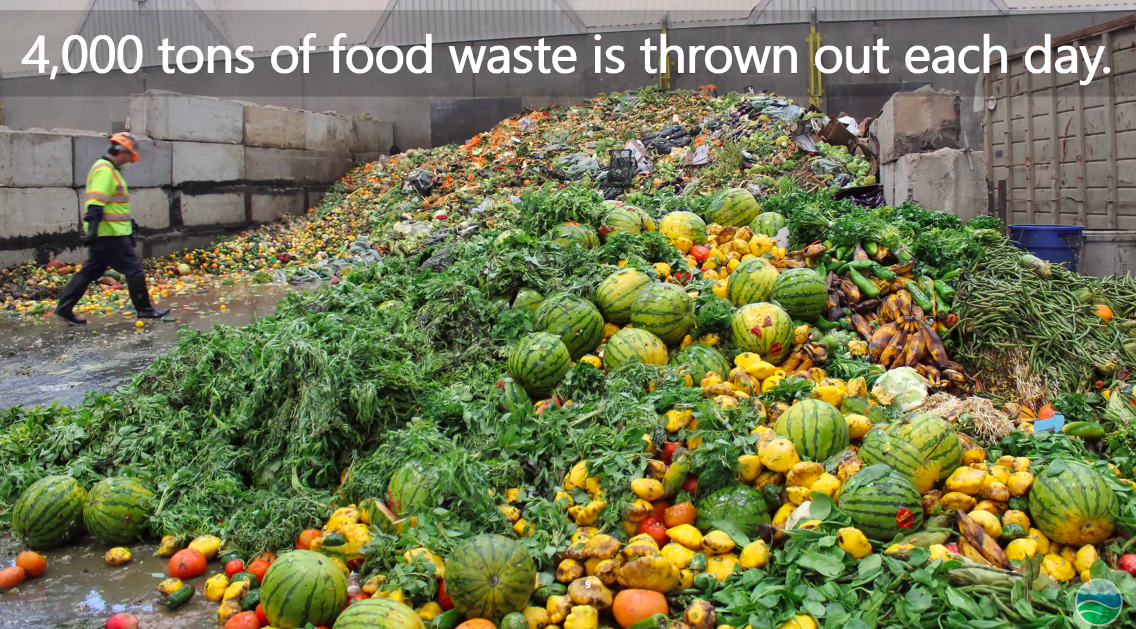 4,000 tons of food waste is thrown out each day.